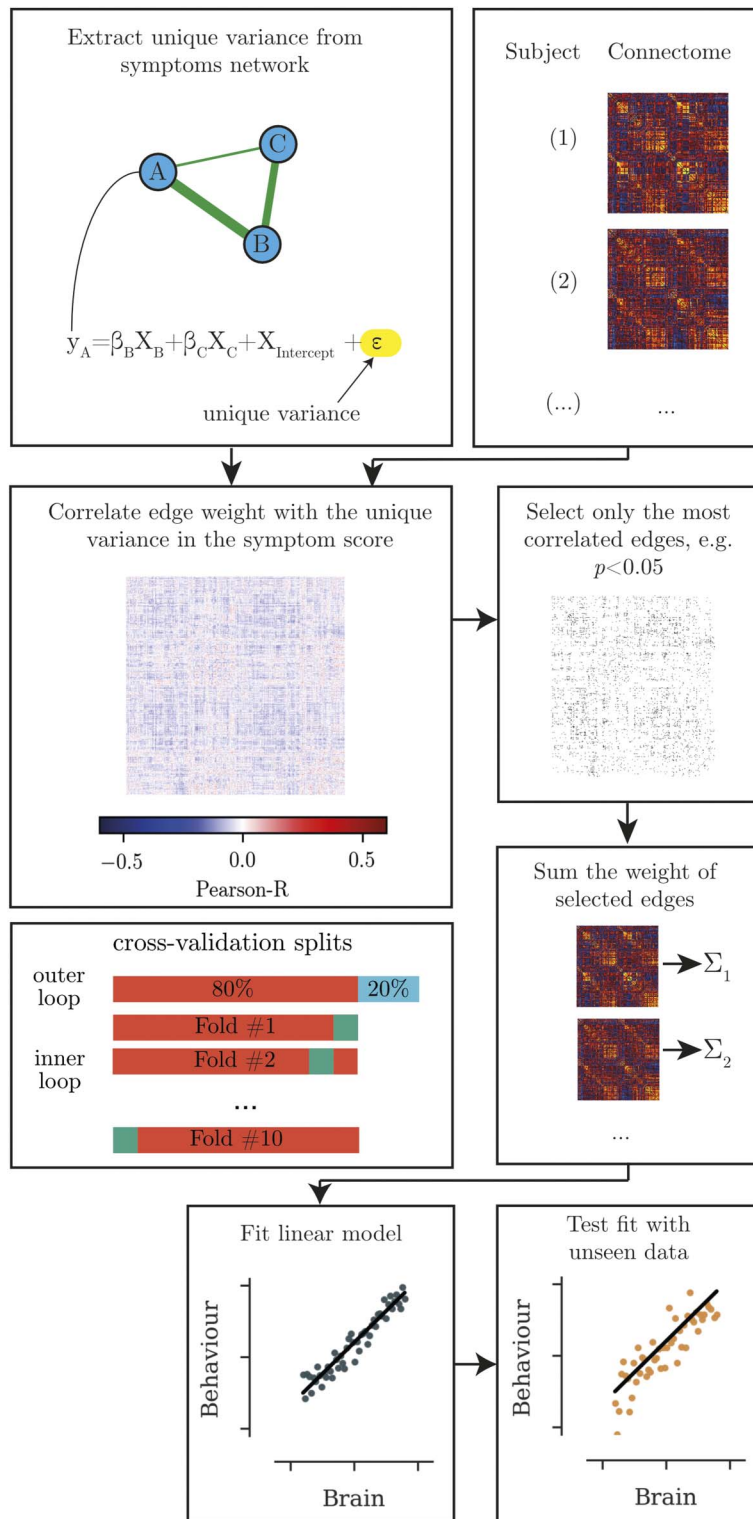 Extract unique variance from
symptoms network
A
C
B
y_A=β_BX_B+β_CX_C+X_Intercept + ε
unique variance
Subject Connectome
(1)
(2)
(...) ...
Correlate edge weight with the unique
variance in the symptom score
−0.5 0.0 0.5
Pearson-R
Select only the most
correlated edges, e.g.
p<0.05
Sum the weight of
selected edges
Σ_1
Σ_2
...
cross-validation splits
outer
loop
80% 20%
Fold #1
inner
loop
Fold #2
...
Fold #10
Fit linear model
Behaviour
Brain
Test fit with
unseen data
Behaviour
Brain